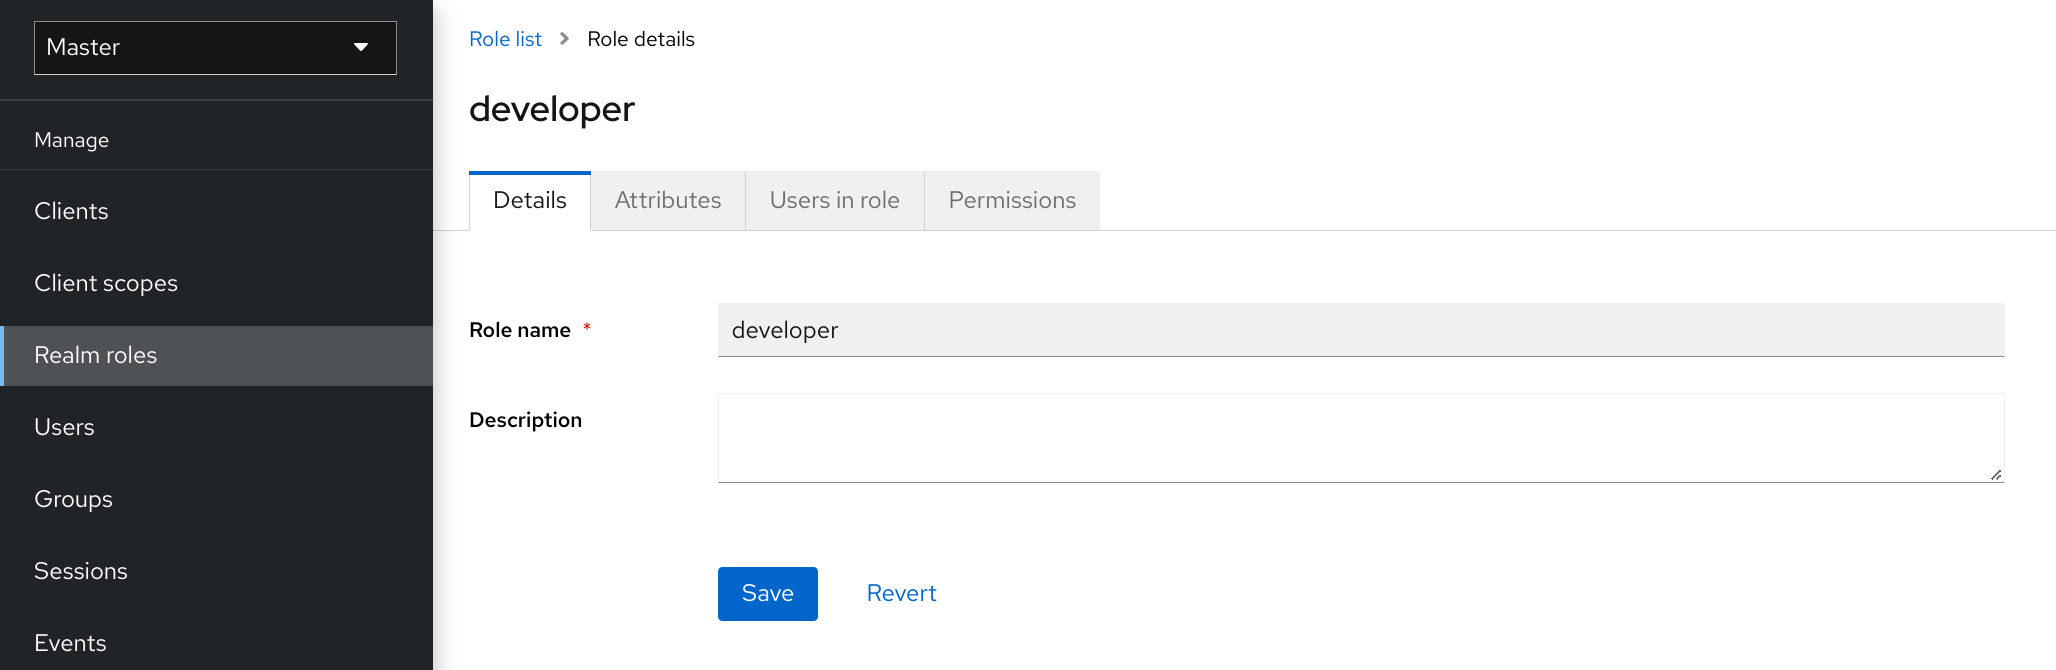 Master
Manage
Clients
Client scopes
Realm roles
Users
Groups
Sessions
Events
Role list > Role details
developer
Details Attributes Users in role Permissions
Role name * developer
Description
Save Revert